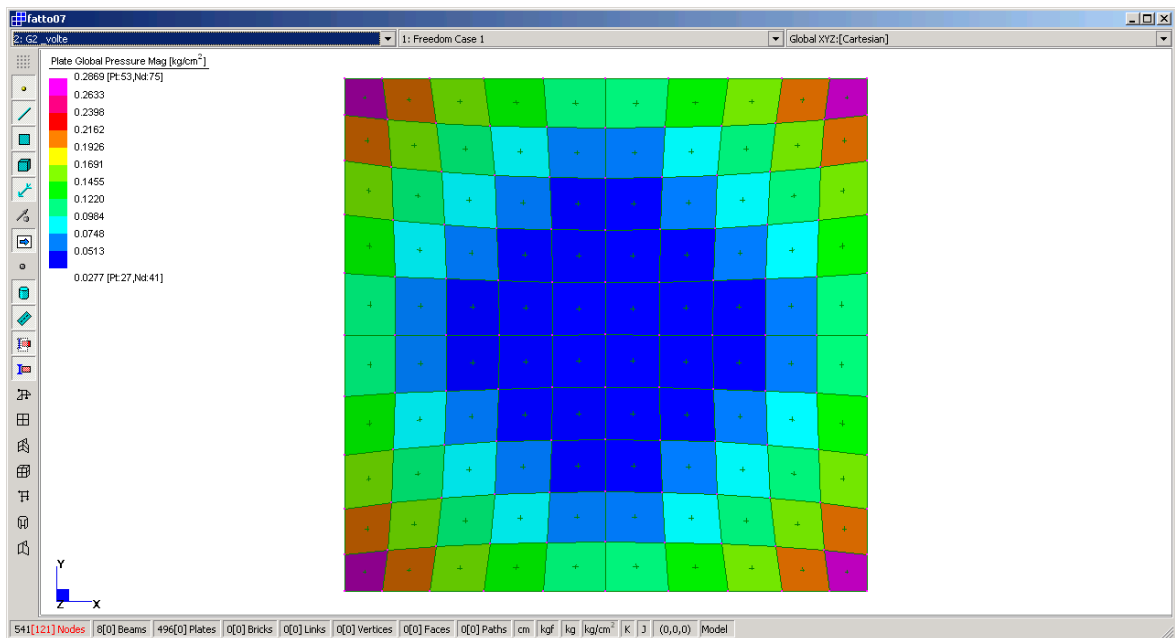 fatto07
2: G2 _volte
1: Freedom Case 1
Global XYZ:[Cartesian]
Plate Global Pressure Mag [kg/cm²]
0.2869 [Pt:53,Nd:75]
0.2633
0.2398
0.2162
0.1926
0.1691
0.1455
0.1220
0.0984
0.0748
0.0513
0.0277 [Pt:27,Nd:41]
Y
Z X
541[121] Nodes 8[0] Beams 496[0] Plates 0[0] Bricks 0[0] Links 0[0] Vertices 0[0] Faces 0[0] Paths cm kgf kg kg/cm² K J (0,0,0) Model